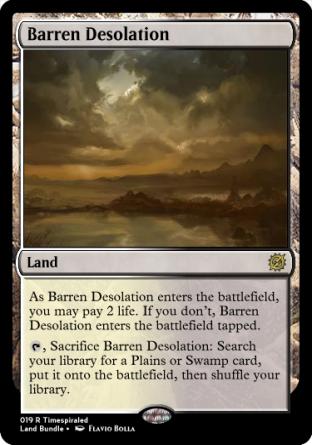 Barren Desolation
Land
As Barren Desolation enters the battlefield,
you may pay 2 life. If you don't, Barren
Desolation enters the battlefield tapped.
, Sacrifice Barren Desolation: Search
your library for a Plains or Swamp card,
put it onto the battlefield, then shuffle your
library.
019 R Timespiraled
Land Bundle • Flavio Bolla